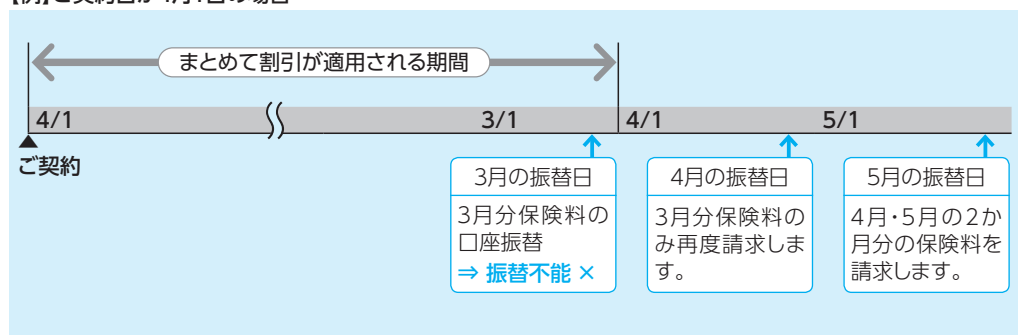 まとめて割引が適用される期間
4/1 3/1 4/1 5/1
ご契約
3月の振替日
3月分保険料の
口座振替
⇒ 振替不能 ×
4月の振替日
3月分保険料の
み再度請求しま
す。
5月の振替日
4月・5月の2か
月分の保険料を
請求します。